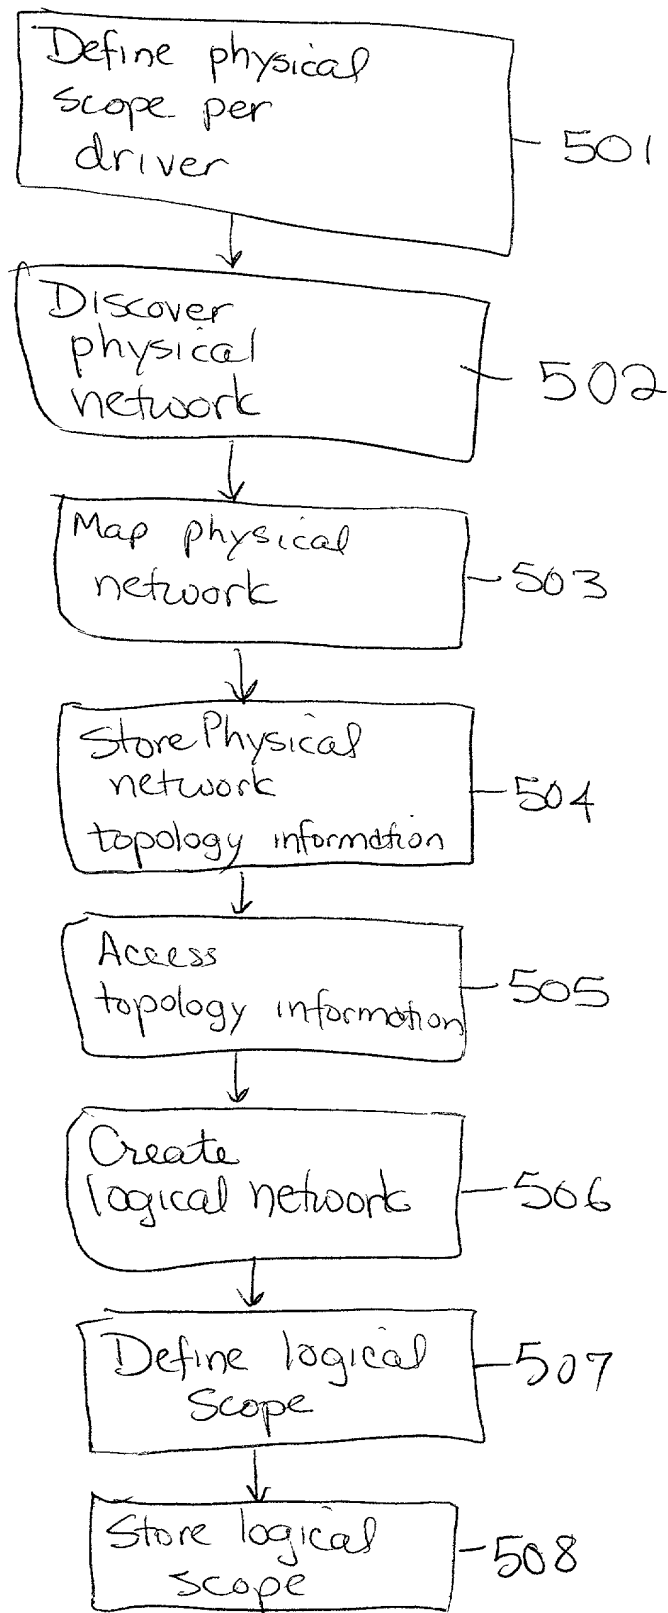 Define physical
scope per
driver
501
Discover
physical
network
502
Map physical
network
503
Store Physical
network
topology information
504
Access
topology information
505
Create
logical network
506
Define logical
Scope
507
Store logical
scope
508